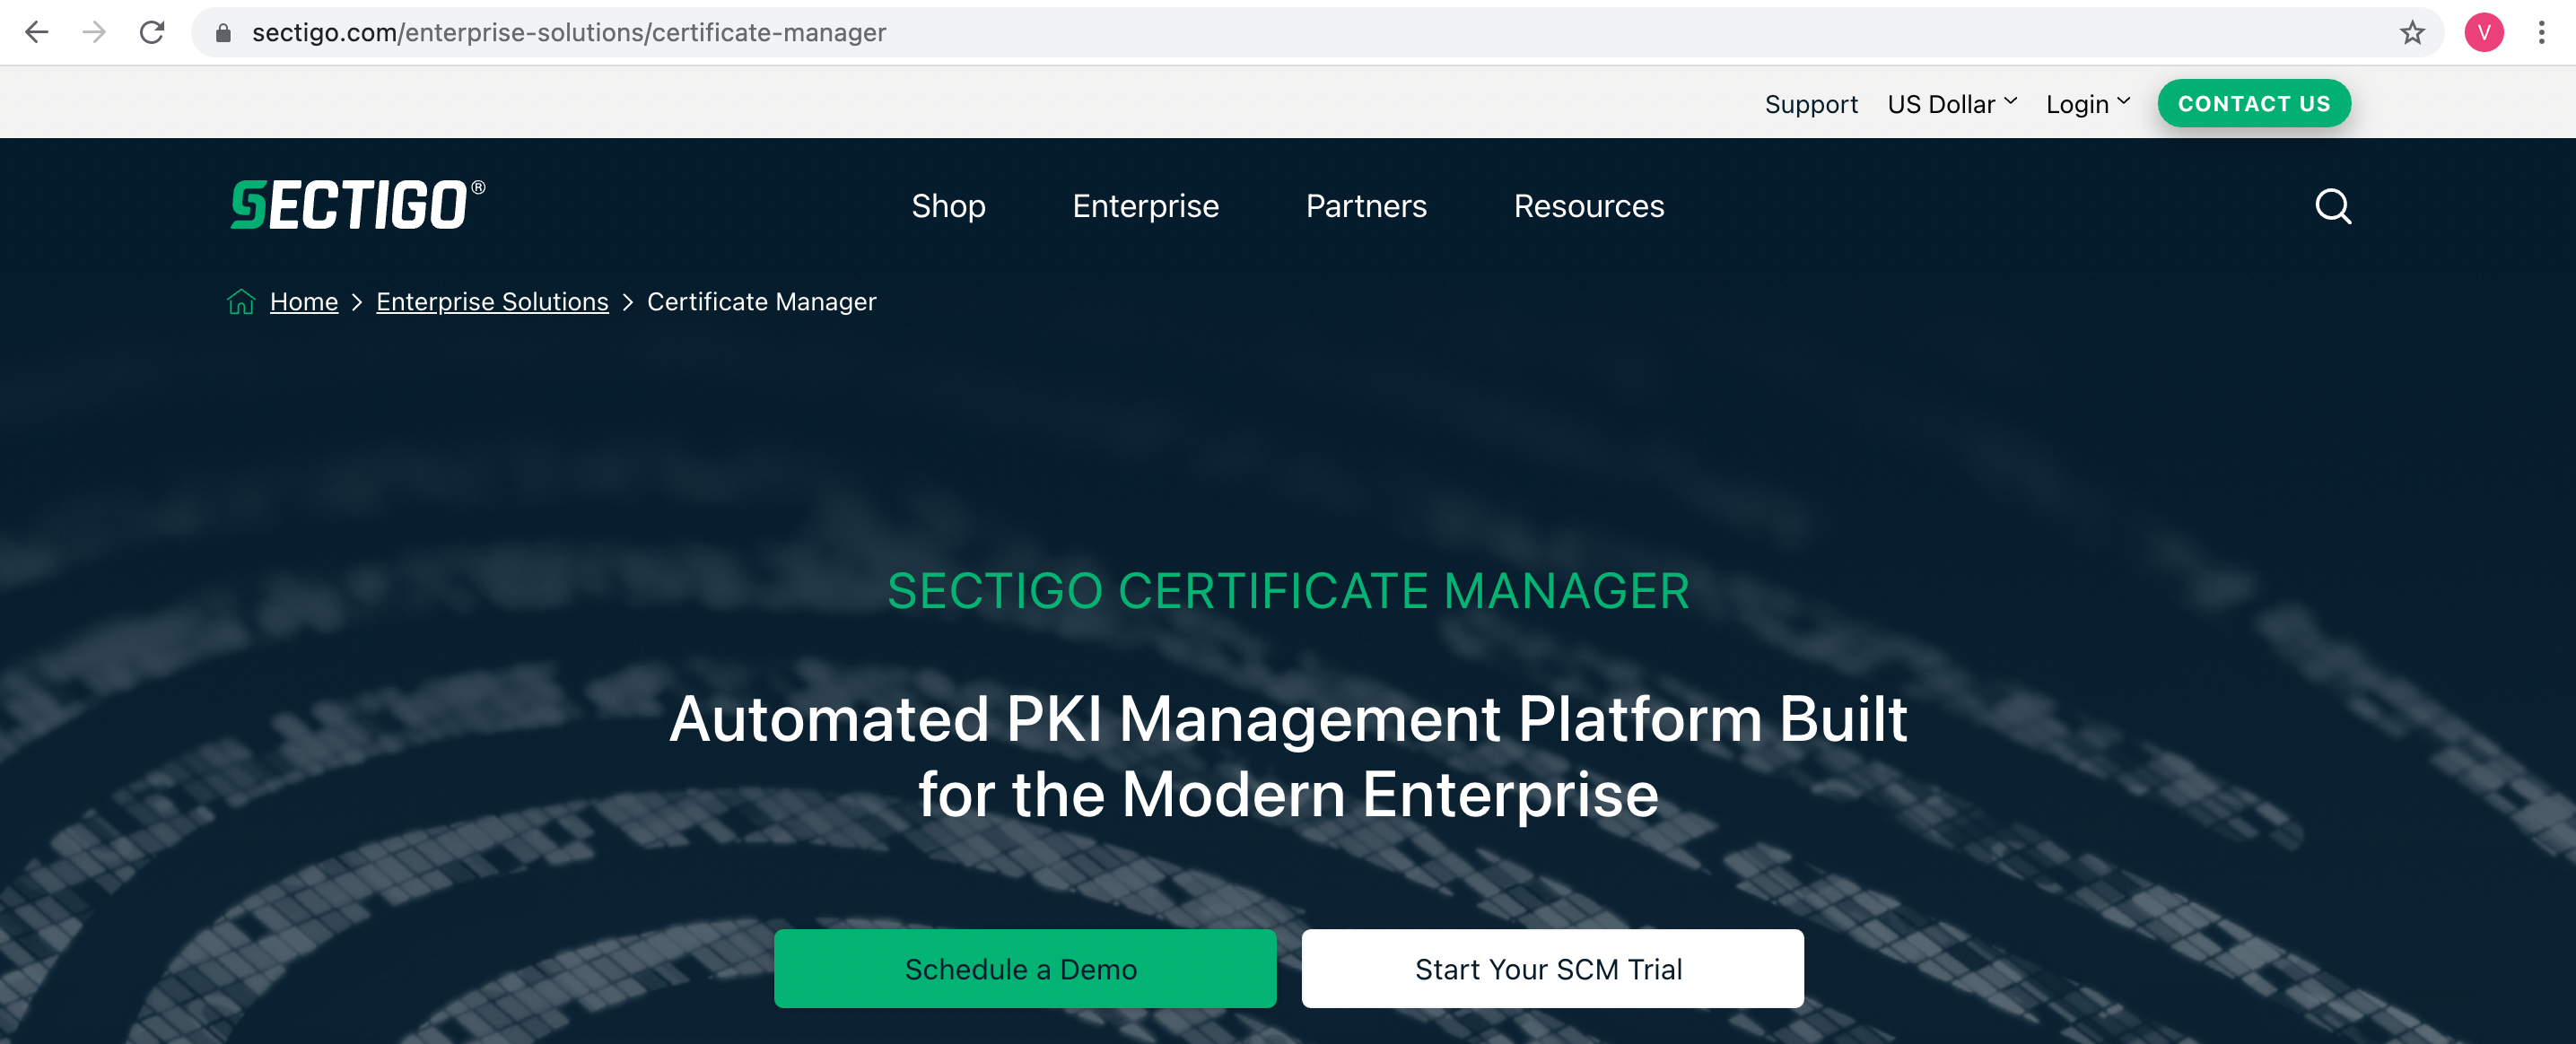 sectigo.com/enterprise-solutions/certificate-manager
V
Support US Dollar Login CONTACT US
SECTIGO®
Shop Enterprise Partners Resources
Home > Enterprise Solutions > Certificate Manager
SECTIGO CERTIFICATE MANAGER
Automated PKI Management Platform Built
for the Modern Enterprise
Schedule a Demo
Start Your SCM Trial